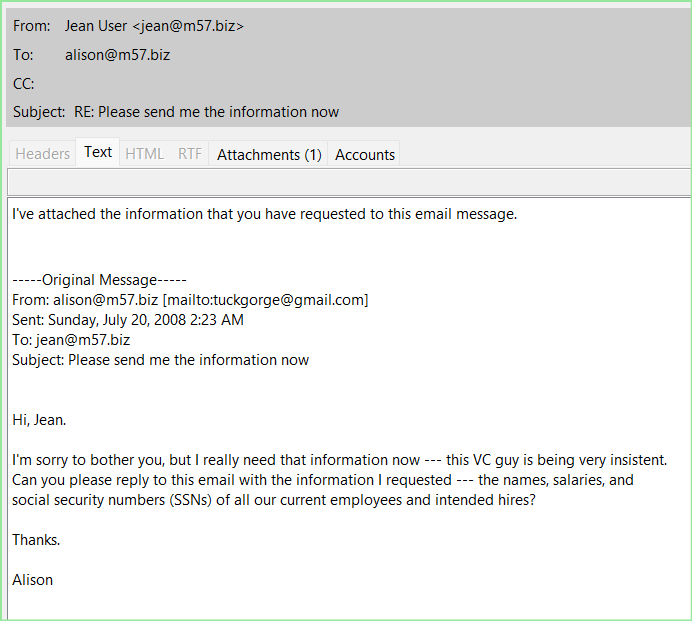 From: Jean User <jean@m57.biz>
To: alison@m57.biz
CC:
Subject: RE: Please send me the information now
Headers Text HTML RTF Attachments (1) Accounts
I've attached the information that you have requested to this email message.
-----Original Message-----
From: alison@m57.biz [mailto:tuckgorge@gmail.com]
Sent: Sunday, July 20, 2008 2:23 AM
To: jean@m57.biz
Subject: Please send me the information now
Hi, Jean.
I'm sorry to bother you, but I really need that information now --- this VC guy is being very insistent.
Can you please reply to this email with the information I requested --- the names, salaries, and
social security numbers (SSNs) of all our current employees and intended hires?
Thanks.
Alison